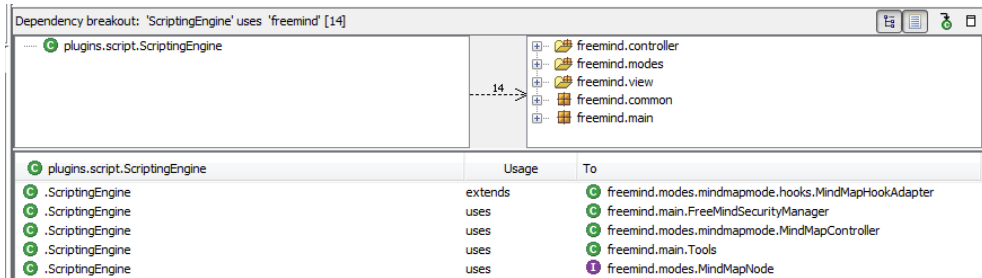 Dependency breakout: 'ScriptingEngine' uses 'freemind' [14]
C plugins.script.ScriptingEngine
14
freemind.controller
freemind.modes
freemind.view
freemind.common
freemind.main
C plugins.script.ScriptingEngine Usage To
C .ScriptingEngine extends C freemind.modes.mindmapmode.hooks.MindMapHookAdapter
C .ScriptingEngine uses C freemind.main.FreeMindSecurityManager
C .ScriptingEngine uses C freemind.modes.mindmapmode.MindMapController
C .ScriptingEngine uses C freemind.main.Tools
C .ScriptingEngine uses I freemind.modes.MindMapNode